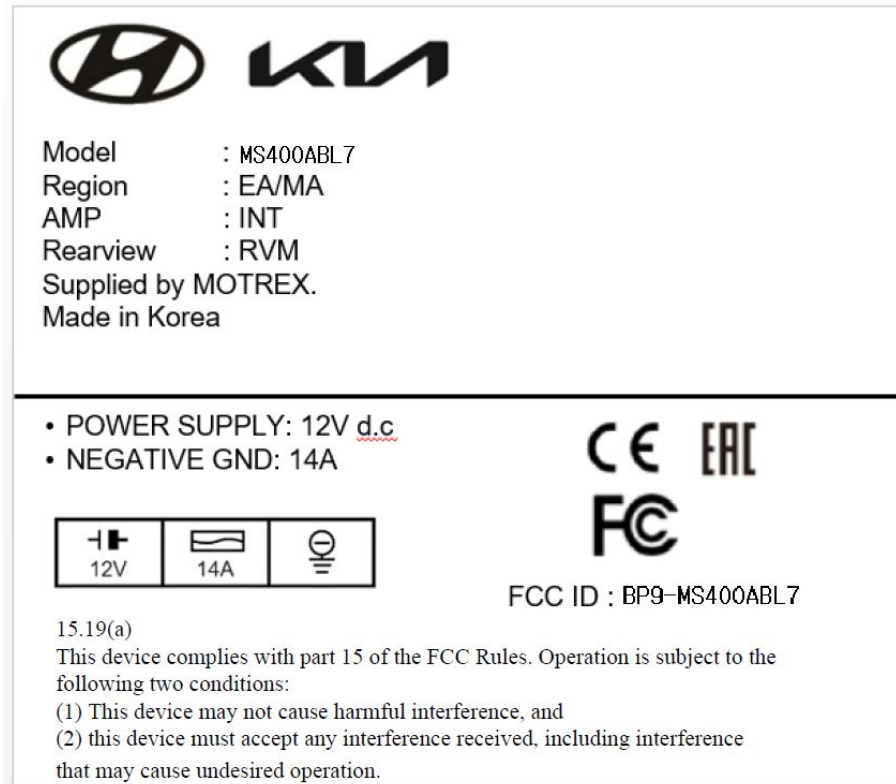 KIA
Model : MS400ABL7
Region : EA/MA
AMP : INT
Rearview : RVM
Supplied by MOTREX.
Made in Korea
• POWER SUPPLY: 12V d.c
• NEGATIVE GND: 14A
CE EAC
FC
12V 14A
FCC ID : BP9-MS400ABL7
15.19(a)
This device complies with part 15 of the FCC Rules. Operation is subject to the
following two conditions:
(1) This device may not cause harmful interference, and
(2) this device must accept any interference received, including interference
that may cause undesired operation.